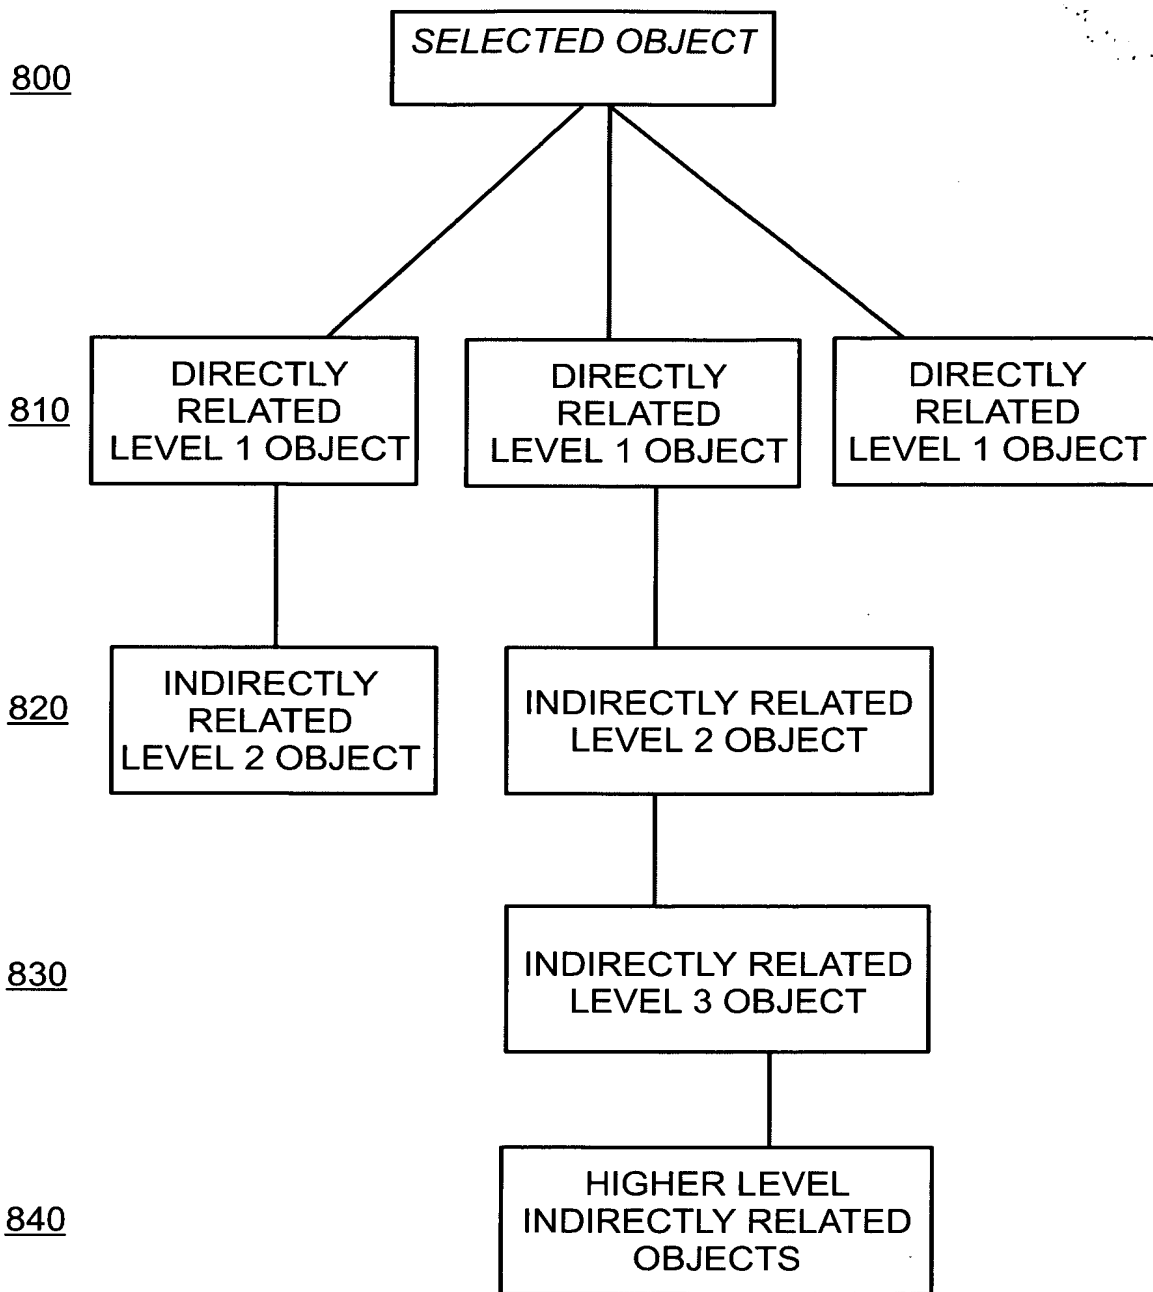 SELECTED OBJECT
800
DIRECTLY
RELATED
LEVEL 1 OBJECT
DIRECTLY
RELATED
LEVEL 1 OBJECT
DIRECTLY
RELATED
LEVEL 1 OBJECT
810
INDIRECTLY
RELATED
LEVEL 2 OBJECT
INDIRECTLY RELATED
LEVEL 2 OBJECT
820
INDIRECTLY RELATED
LEVEL 3 OBJECT
830
HIGHER LEVEL
INDIRECTLY RELATED
OBJECTS
840